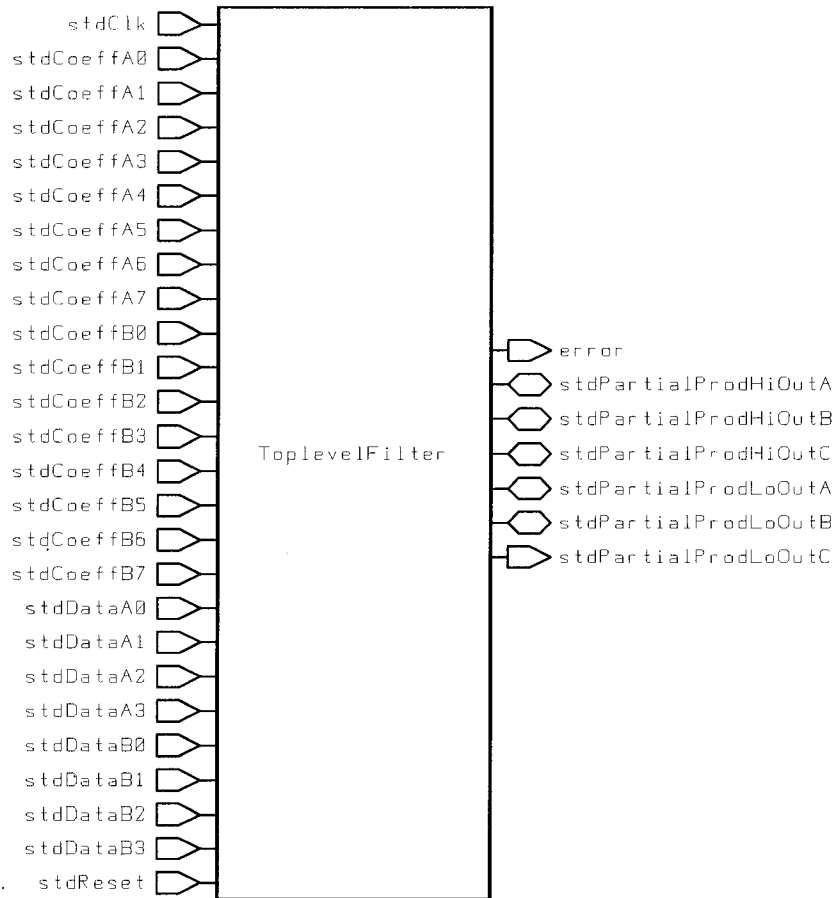 stdClk
stdCoeffA0
stdCoeffA1
stdCoeffA2
stdCoeffA3
stdCoeffA4
stdCoeffA5
stdCoeffA6
stdCoeffA7
stdCoeffB0
stdCoeffB1
stdCoeffB2
stdCoeffB3
stdCoeffB4
stdCoeffB5
stdCoeffB6
stdCoeffB7
stdDataA0
stdDataA1
stdDataA2
stdDataA3
stdDataB0
stdDataB1
stdDataB2
stdDataB3
stdReset
ToplevelFilter
error
stdPartialProdHiOutA
stdPartialProdHiOutB
stdPartialProdHiOutC
stdPartialProdLoOutA
stdPartialProdLoOutB
stdPartialProdLoOutC